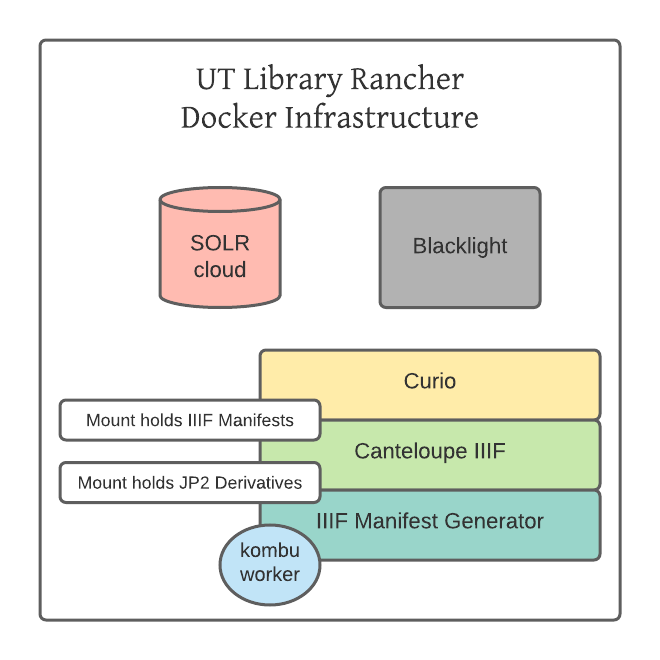 UT Library Rancher
Docker Infrastructure
SOLR
cloud
Blacklight
Curio
Mount holds IIIF Manifests
Canteloupe IIIF
Mount holds JP2 Derivatives
IIIF Manifest Generator
kombu
worker